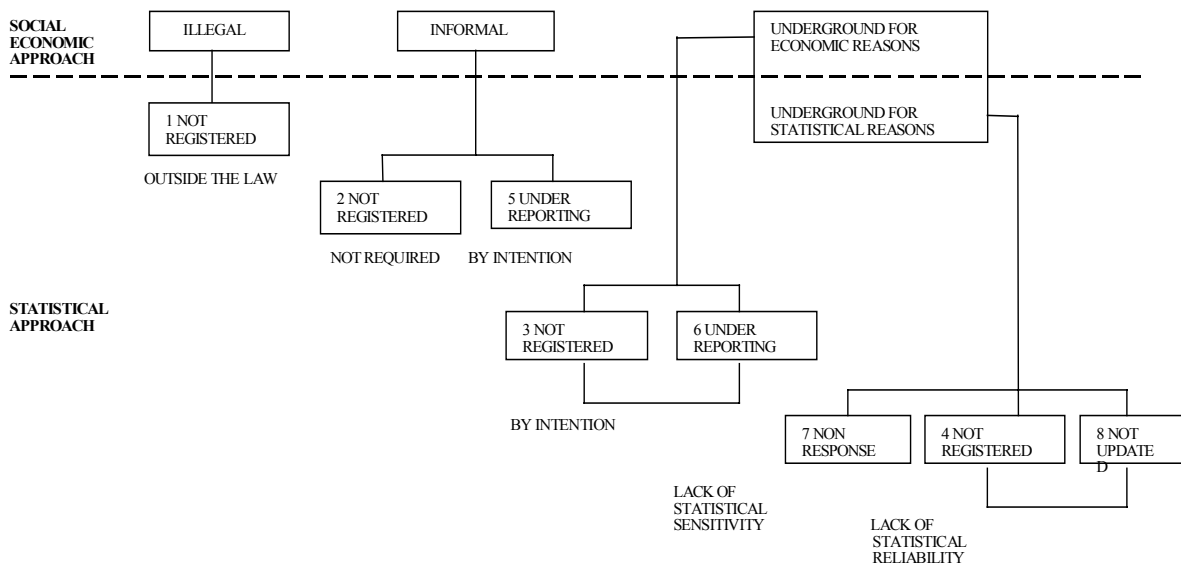 SOCIAL
ECONOMIC
APPROACH
ILLEGAL
INFORMAL
UNDERGROUND FOR
ECONOMIC REASONS
UNDERGROUND FOR
STATISTICAL REASONS
1 NOT
REGISTERED
OUTSIDE THE LAW
2 NOT
REGISTERED
5 UNDER
REPORTING
NOT REQUIRED
BY INTENTION
STATISTICAL
APPROACH
3 NOT
REGISTERED
6 UNDER
REPORTING
BY INTENTION
7 NON
RESPONSE
4 NOT
REGISTERED
8 NOT
UPDATE
D
LACK OF
STATISTICAL
SENSITIVITY
LACK OF
STATISTICAL
RELIABILITY